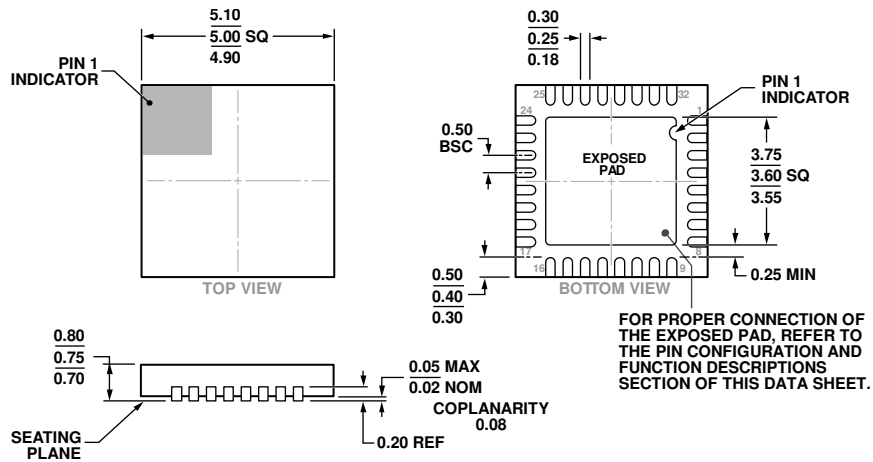 5.10
5.00 SQ
4.90
PIN 1
INDICATOR
TOP VIEW
0.30
0.25
0.18
PIN 1
INDICATOR
25
32
24
1
0.50
BSC
EXPOSED
PAD
3.75
3.60 SQ
3.55
17
8
16
9
0.50
0.40
0.30
BOTTOM VIEW
0.25 MIN
FOR PROPER CONNECTION OF
THE EXPOSED PAD, REFER TO
THE PIN CONFIGURATION AND
FUNCTION DESCRIPTIONS
SECTION OF THIS DATA SHEET.
0.80
0.75
0.70
0.05 MAX
0.02 NOM
COPLANARITY
0.08
0.20 REF
SEATING
PLANE